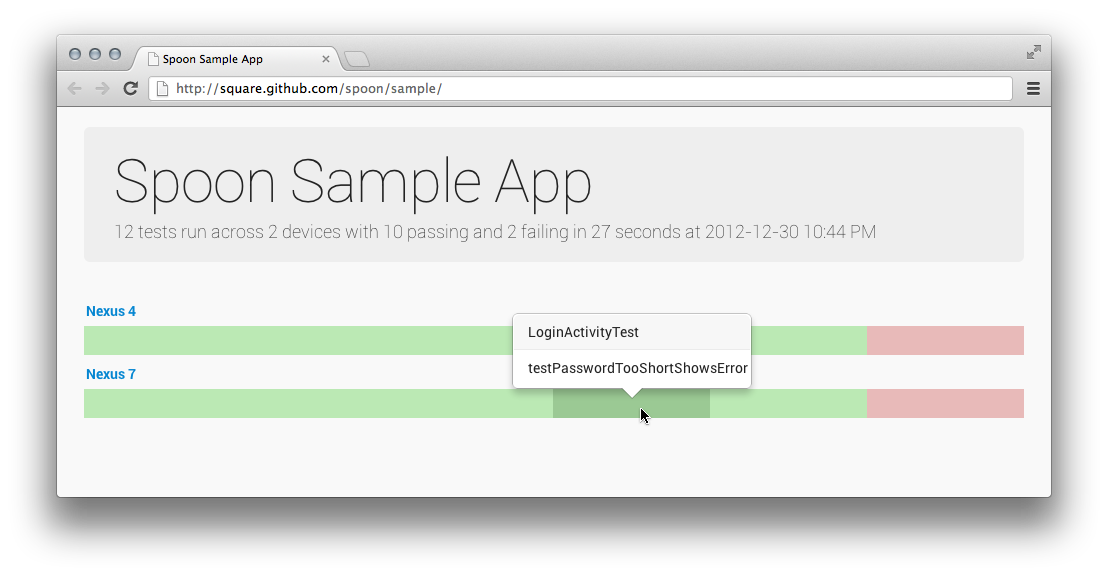 Spoon Sample App
http://square.github.com/spoon/sample/
Spoon Sample App
12 tests run across 2 devices with 10 passing and 2 failing in 27 seconds at 2012-12-30 10:44 PM
Nexus 4
LoginActivityTest
testPasswordTooShortShowsError
Nexus 7